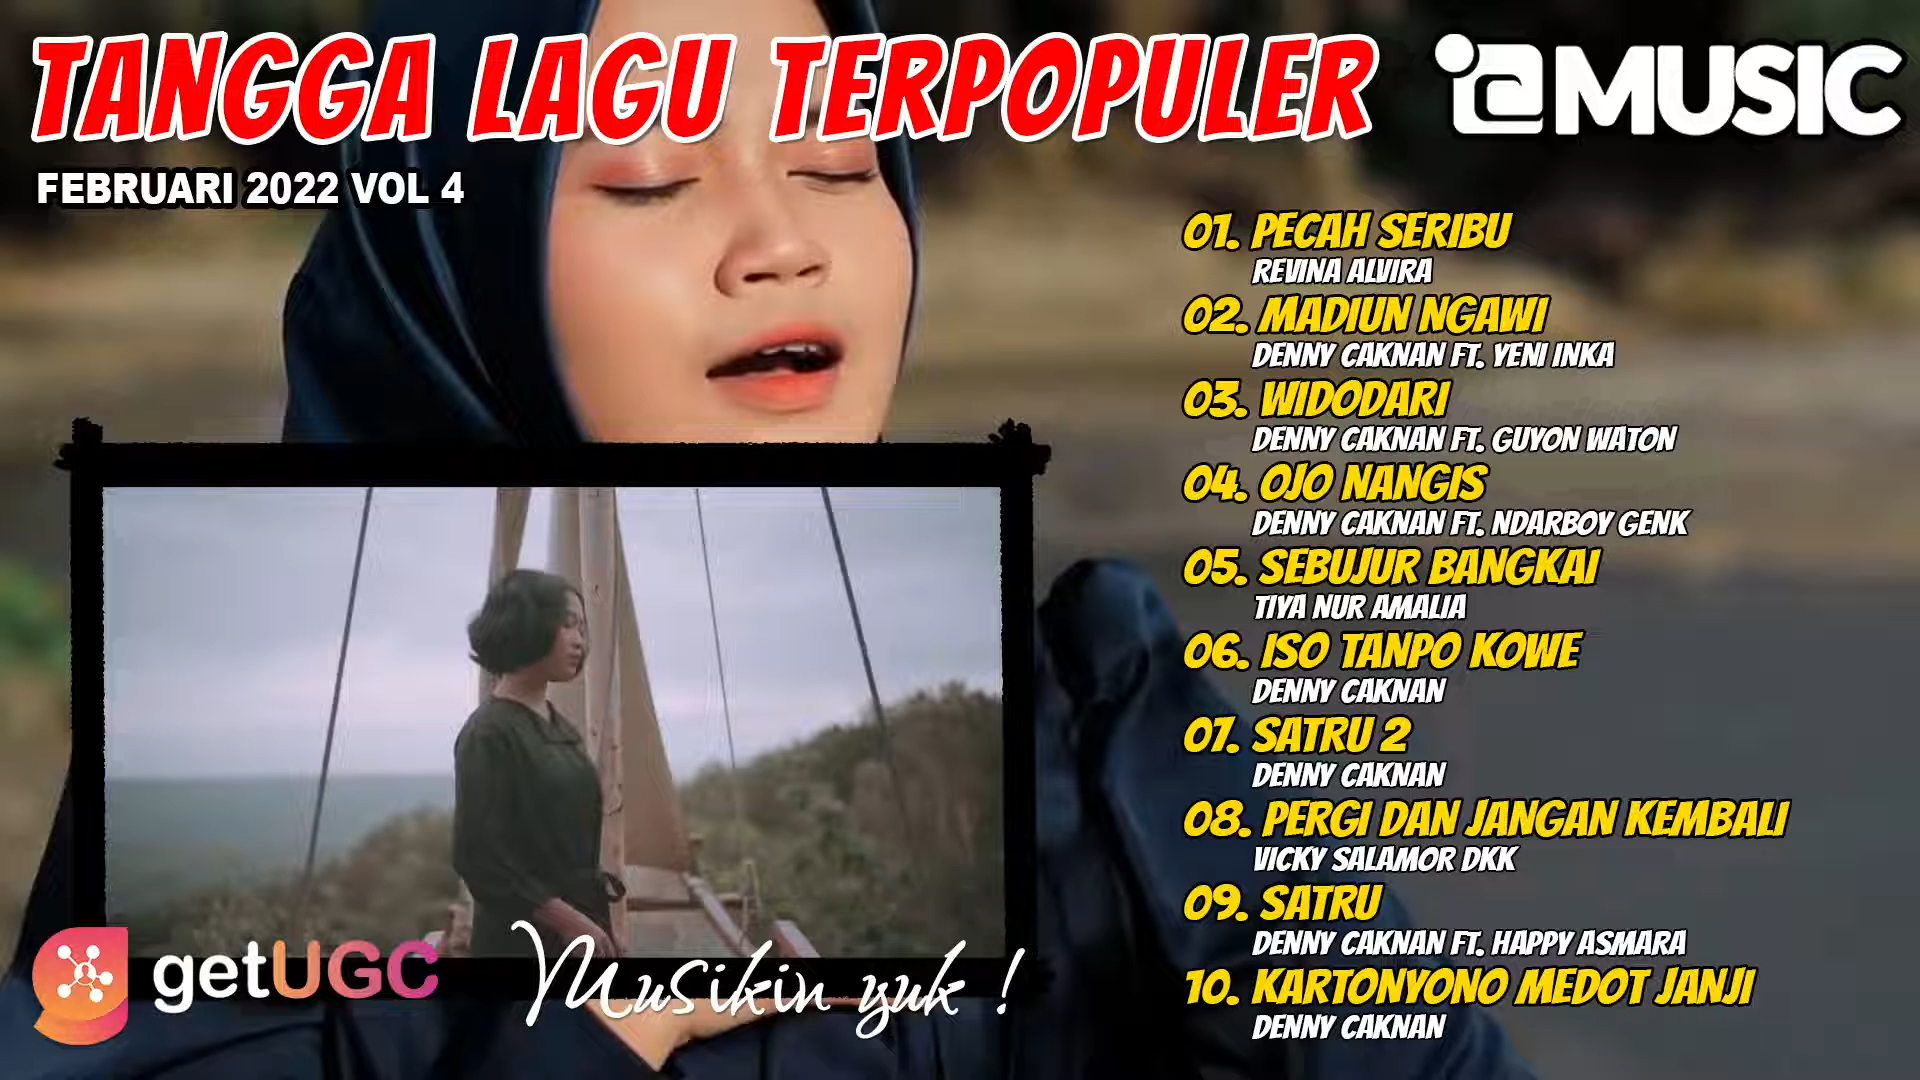 TANGGA LAGU TERPOPULER
MUSIC
FEBRUARI 2022 VOL 4
01. PECAH SERIBU
REVINA ALVIRA
02. MADIUN NGAWI
DENNY CAKNAN FT. YENI INKA
03. WIDODARI
DENNY CAKNAN FT. GUYON WATON
04. OJO NANGIS
DENNY CAKNAN FT. NDARBOY GENK
05. SEBUJUR BANGKAI
TIYA NUR AMALIA
06. ISO TANPO KOWE
DENNY CAKNAN
07. SATRU 2
DENNY CAKNAN
08. PERGI DAN JANGAN KEMBALI
VICKY SALAMOR DKK
09. SATRU
DENNY CAKNAN FT. HAPPY ASMARA
10. KARTONYONO MEDOT JANJI
DENNY CAKNAN
getUGC
Musikin yuk !